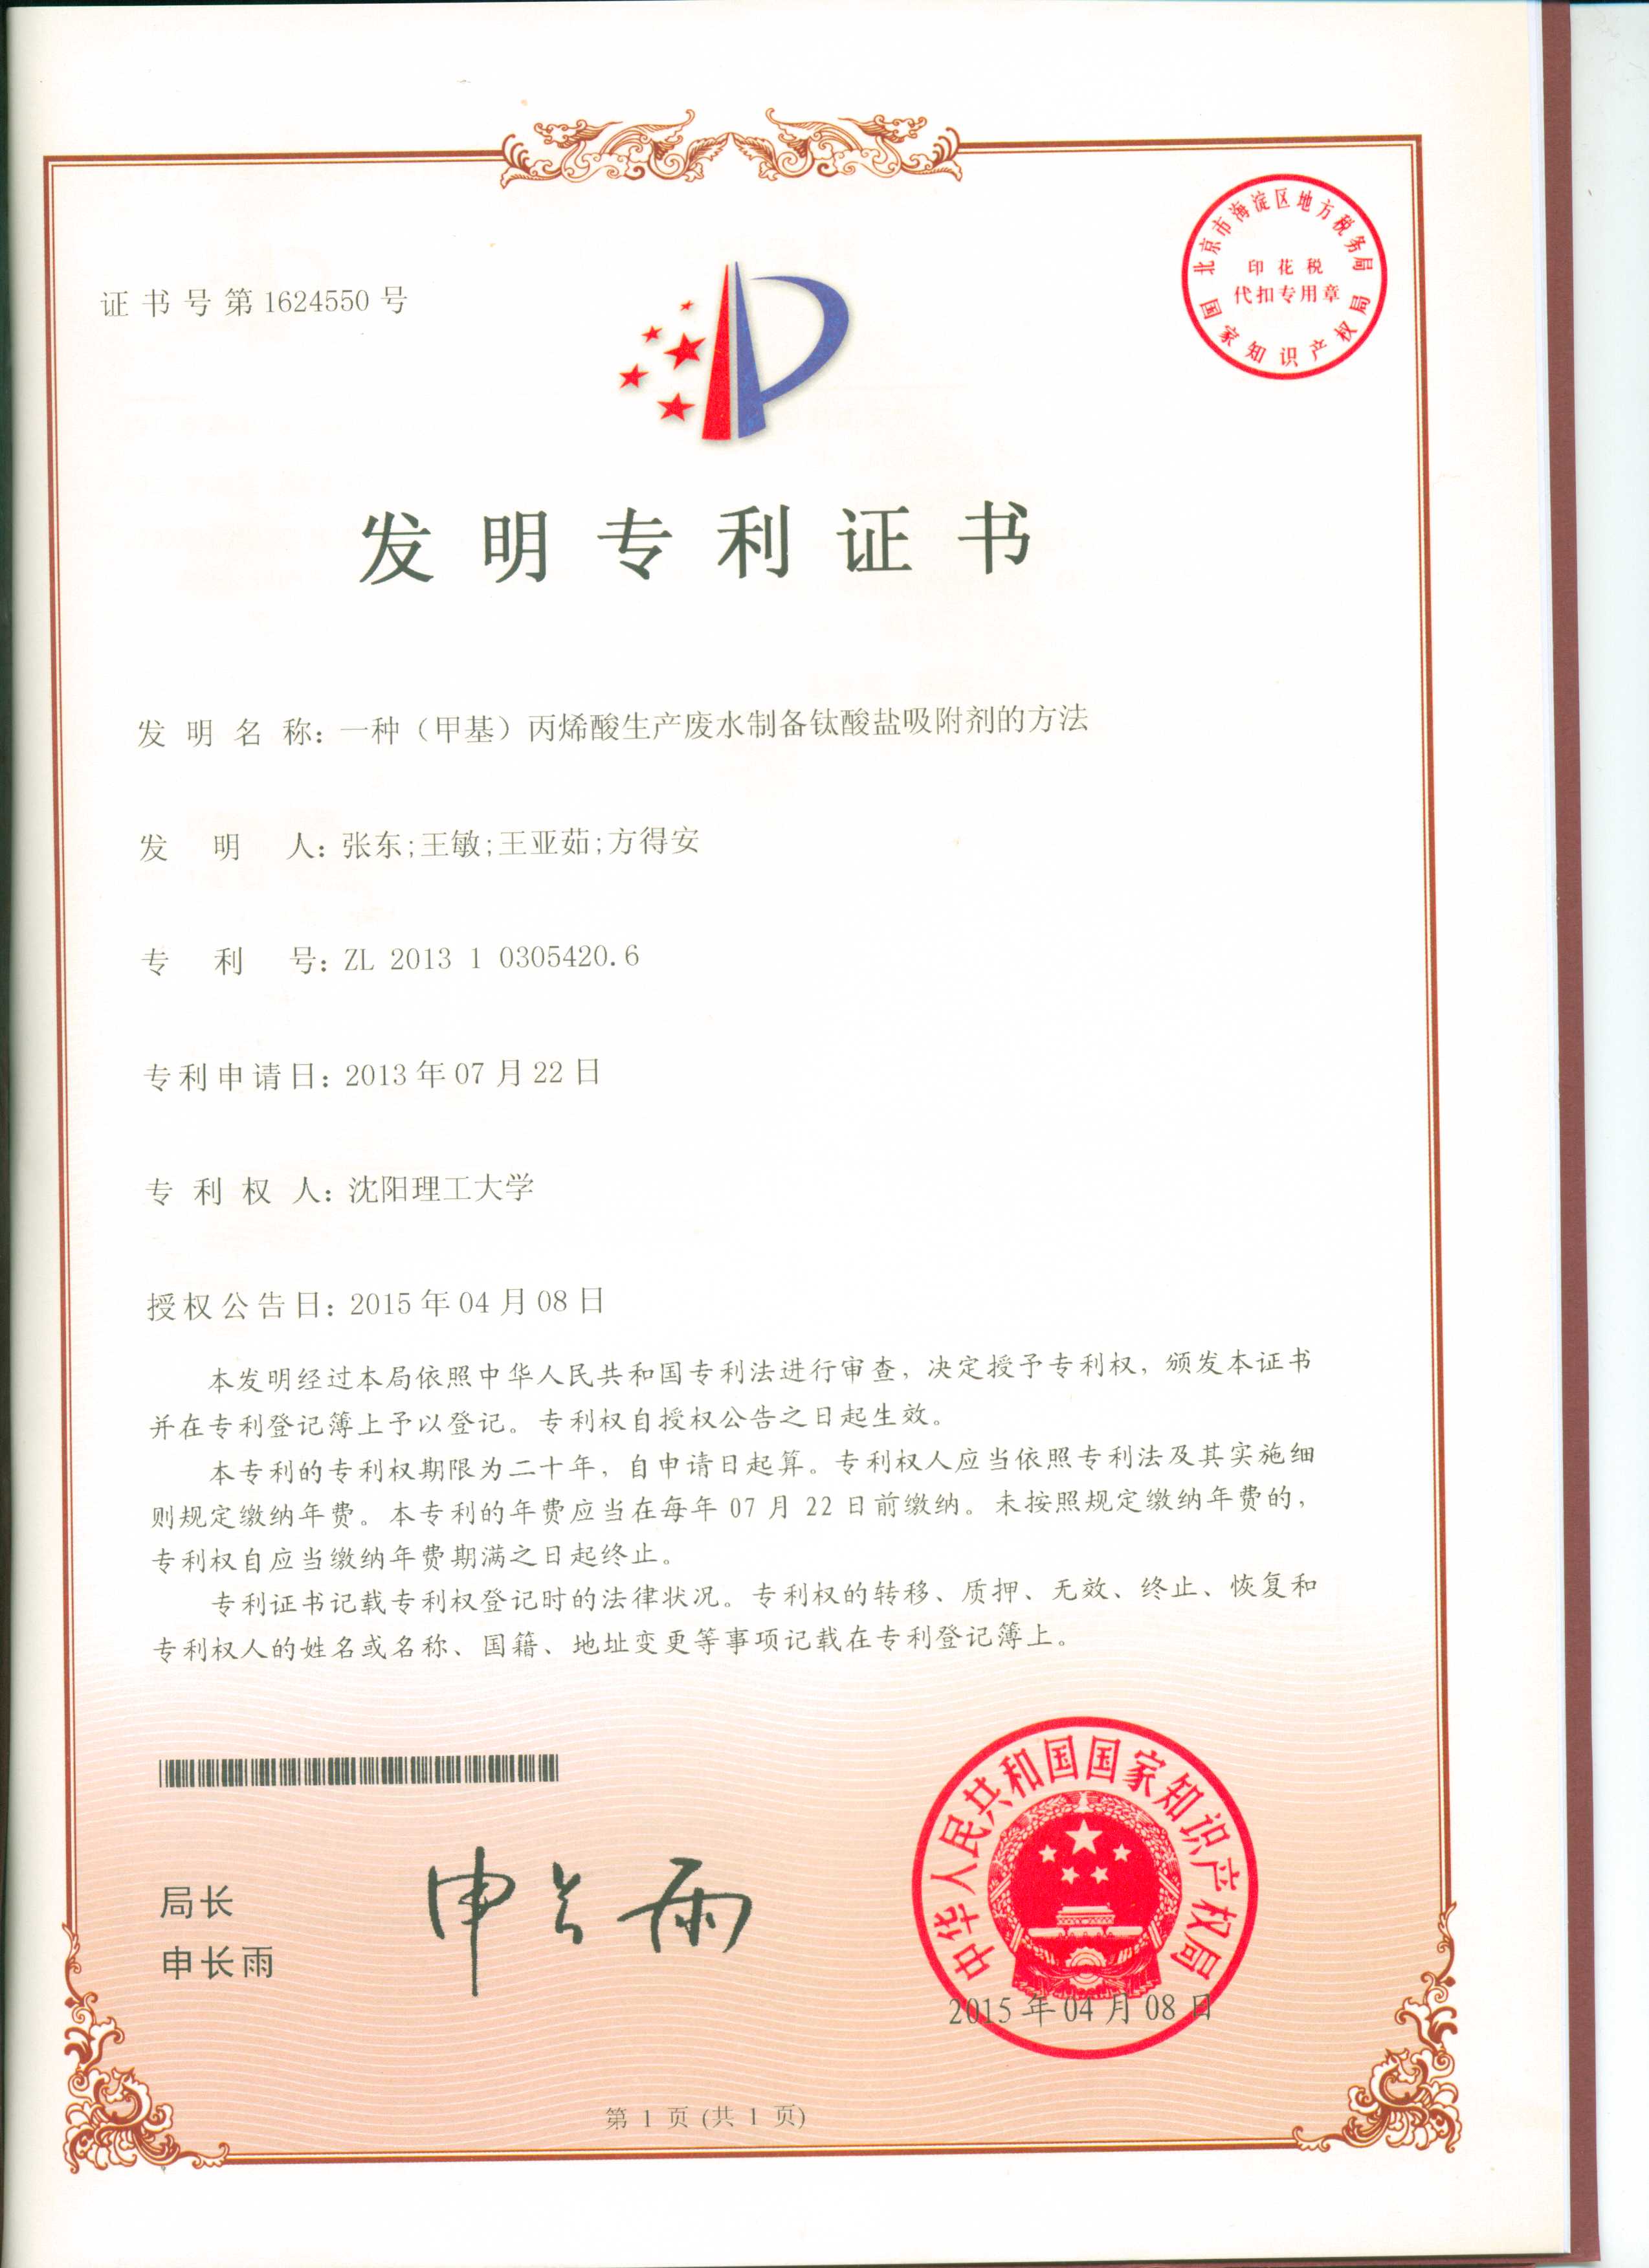 证书号第1624550号
北京市海淀区地方税务局
印花税
代扣专用章
国家知识产权局
发明专利证书
发明名称：一种（甲基）丙烯酸生产废水制备钛酸盐吸附剂的方法
发明人：张东;王敏;王亚茹;方得安
专利号：ZL 2013 1 0305420.6
专利申请日：2013年07月22日
专利权人：沈阳理工大学
授权公告日：2015年04月08日
本发明经过本局依照中华人民共和国专利法进行审查，决定授予专利权，颁发本证书
并在专利登记簿上予以登记。专利权自授权公告之日起生效。
本专利的专利权期限为二十年，自申请日起算。专利权人应当依照专利法及其实施细
则规定缴纳年费。本专利的年费应当在每年07月22日前缴纳。未按照规定缴纳年费的，
专利权自应当缴纳年费期满之日起终止。
专利证书记载专利权登记时的法律状况。专利权的转移、质押、无效、终止、恢复和
专利权人的姓名或名称、国籍、地址变更等事项记载在专利登记簿上。
局长
申长雨
申长雨
中华人民共和国国家知识产权局
2015年04月08日
第1页(共1页)